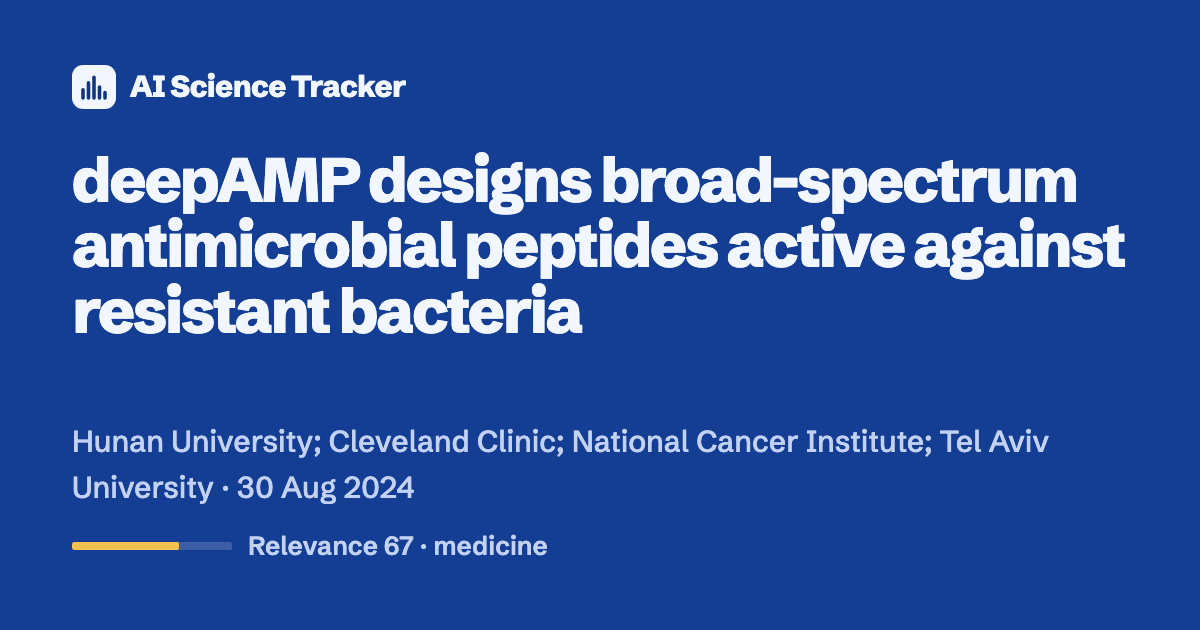 AI Science Tracker
deepAMP designs broad-spectrum
antimicrobial peptides active against
resistant bacteria
Hunan University; Cleveland Clinic; National Cancer Institute; Tel Aviv
University · 30 Aug 2024
Relevance 67 · medicine